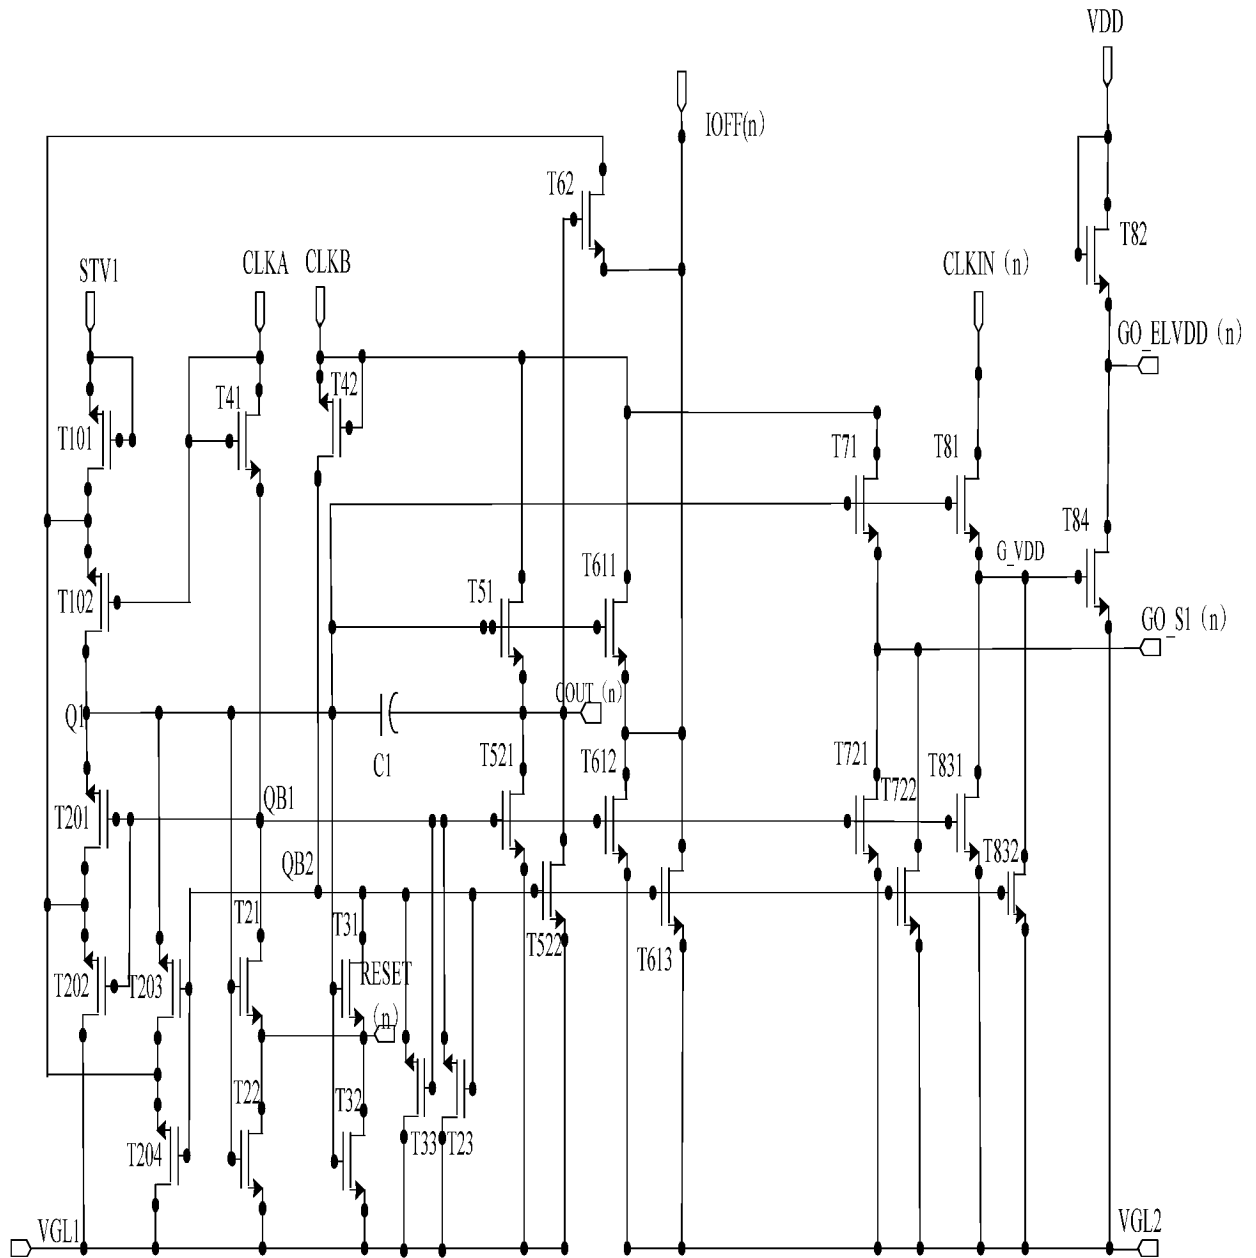 VDD
IOFF(n)
T62
T82
STV1
CLKA
CLKB
CLKIN (n)
GO_ELVDD (n)
T101
T41
T42
T71
T81
T84
G_VDD
T102
T51
T611
GO_S1 (n)
Q1
COUT (n)
C1
T521
T612
T721
T722
T831
T201
QB1
QB2
T832
T21
T31
T522
T613
RESET
(n)
T202
T203
T22
T32
T204
T33
T23
VGL1
VGL2